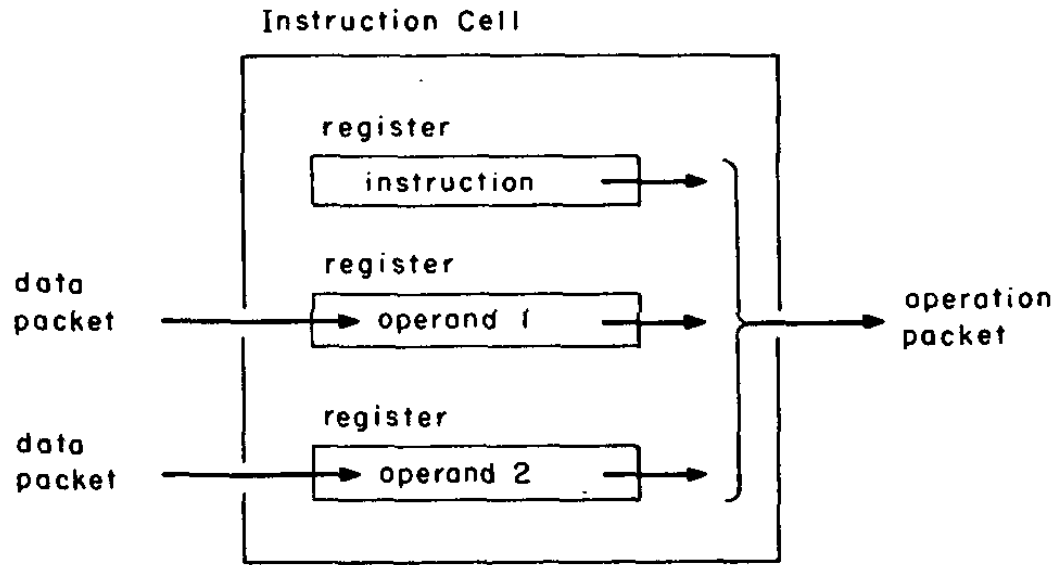 Instruction Cell
register
instruction
register
data
packet
operand 1
operation
packet
register
data
packet
operand 2